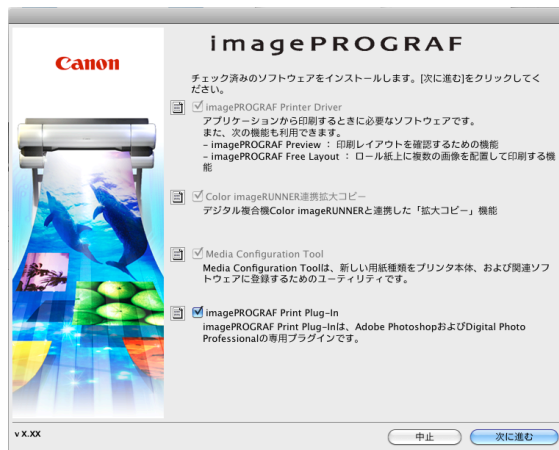 Canon
imagePROGRAF
チェック済みのソフトウェアをインストールします。[次に進む]をクリックしてく
ださい。
imagePROGRAF Printer Driver
アプリケーションから印刷するときに必要なソフトウェアです。
また、次の機能も利用できます。
- imagePROGRAF Preview ： 印刷レイアウトを確認するための機能
- imagePROGRAF Free Layout ： ロール紙上に複数の画像を配置して印刷する機
能
Color imageRUNNER連携拡大コピー
デジタル複合機Color imageRUNNERと連携した「拡大コピー」機能
Media Configuration Tool
Media Configuration Toolは、新しい用紙種類をプリンタ本体、および関連ソフ
トウェアに登録するためのユーティリティです。
imagePROGRAF Print Plug-In
imagePROGRAF Print Plug-Inは、Adobe PhotoshopおよびDigital Photo
Professionalの専用プラグインです。
v X.XX
中止
次に進む